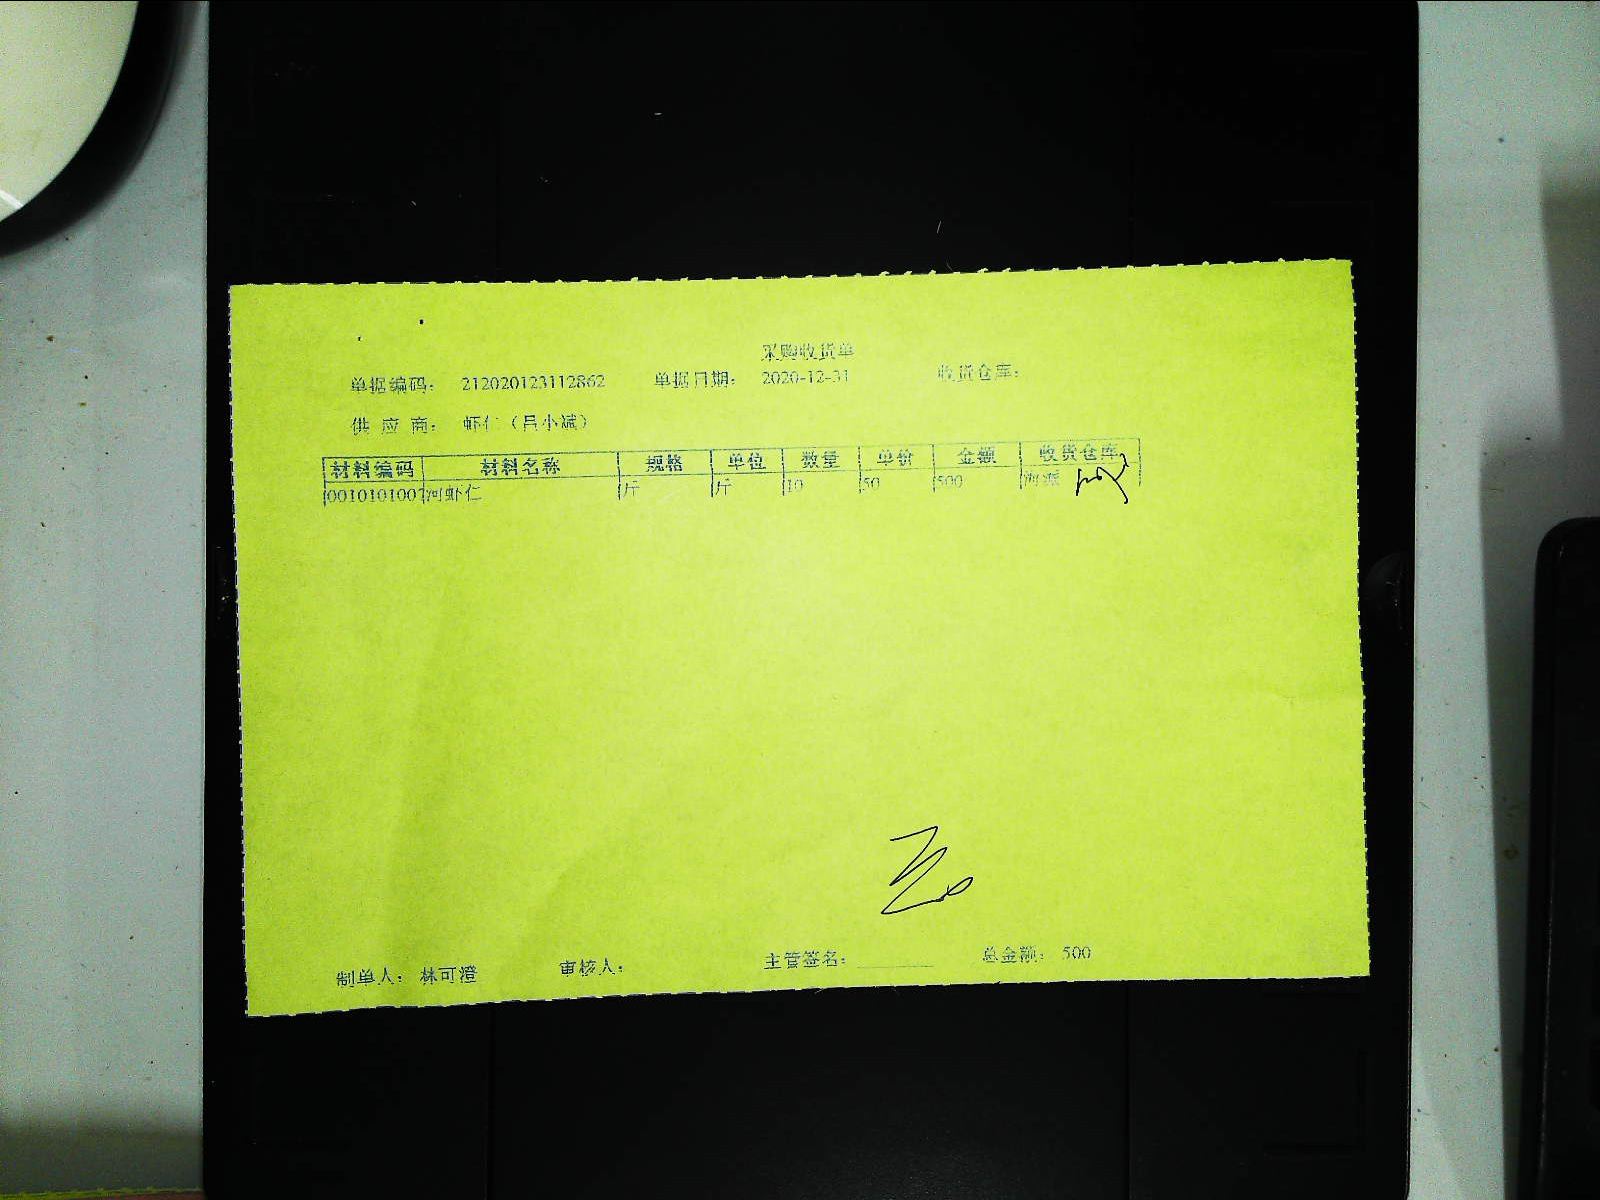 采购收货单
单据编码： 212020123112862 单据日期： 2020-12-31 收货仓库：
供 应 商： 虾仁（吕小斌）
材料编码 材料名称 规格 单位 数量 单价 金额 收货仓库
001010100 河虾仁 斤 斤 10 50 500
制单人： 林可澄 审核人： 主管签名： 总金额： 500